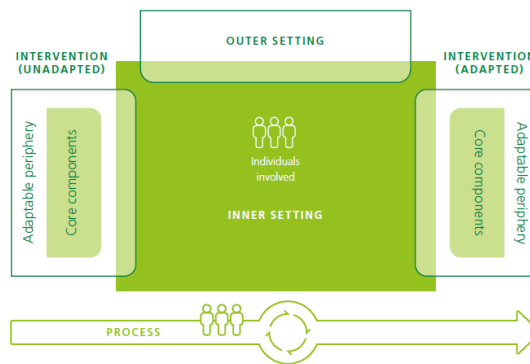 OUTER SETTING
INTERVENTION
(UNADAPTED)
INTERVENTION
(ADAPTED)
Adaptable periphery
Core components
Individuals
involved
INNER SETTING
Core components
Adaptable periphery
PROCESS